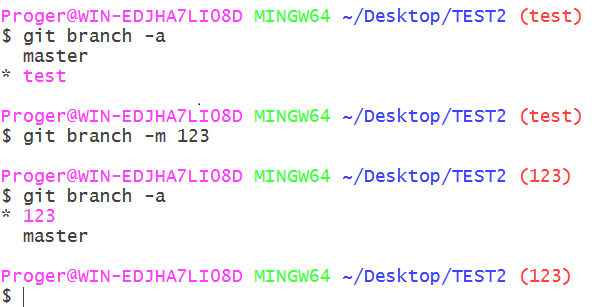 Proger@WIN-EDJHA7LIO8D MINGW64 ~/Desktop/TEST2 (test)
$ git branch -a
  master
* test
Proger@WIN-EDJHA7LIO8D MINGW64 ~/Desktop/TEST2 (test)
$ git branch -m 123
Proger@WIN-EDJHA7LIO8D MINGW64 ~/Desktop/TEST2 (123)
$ git branch -a
* 123
  master
Proger@WIN-EDJHA7LIO8D MINGW64 ~/Desktop/TEST2 (123)
$